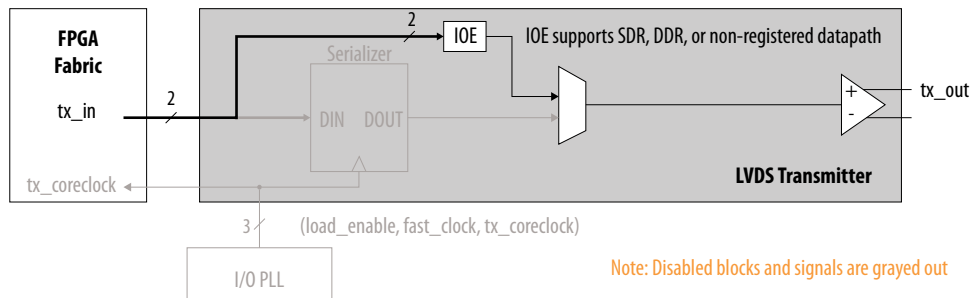 FPGA
Fabric
tx_in
2
2
IOE
IOE supports SDR, DDR, or non-registered datapath
Serializer
DIN
DOUT
+
-
tx_out
tx_coreclock
LVDS Transmitter
3
(load_enable, fast_clock, tx_coreclock)
I/O PLL
Note: Disabled blocks and signals are grayed out